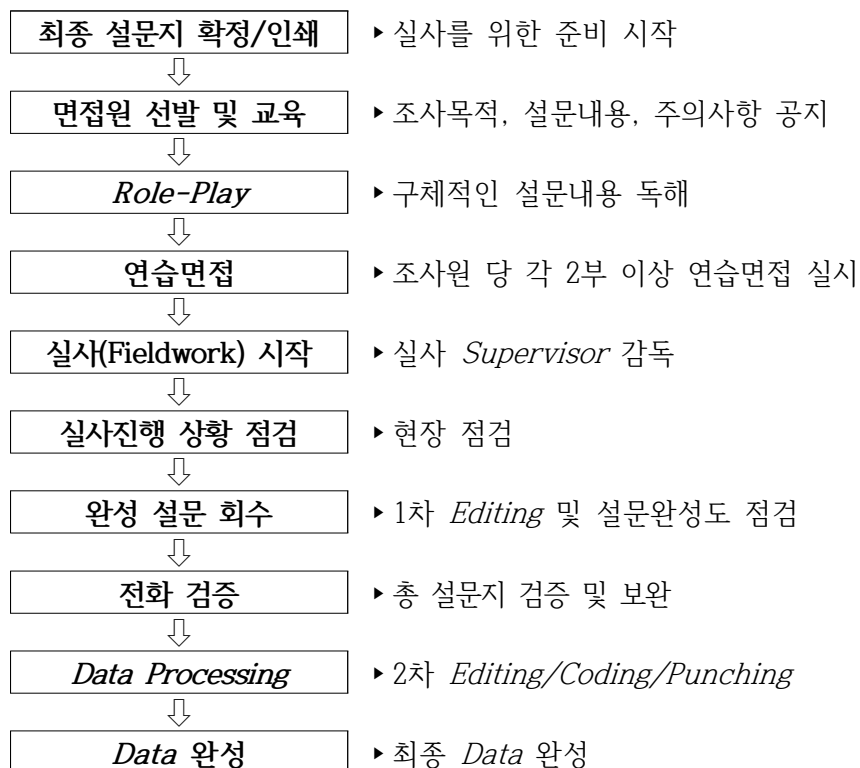 최종 설문지 확정/인쇄 ▶실사를 위한 준비 시작
면접원 선발 및 교육 ▶조사목적, 설문내용, 주의사항 공지
Role-Play ▶구체적인 설문내용 독해
연습면접 ▶조사원 당 각 2부 이상 연습면접 실시
실사(Fieldwork) 시작 ▶실사 Supervisor 감독
실사진행 상황 점검 ▶현장 점검
완성 설문 회수 ▶1차 Editing 및 설문완성도 점검
전화 검증 ▶총 설문지 검증 및 보완
Data Processing ▶2차 Editing/Coding/Punching
Data 완성 ▶최종 Data 완성